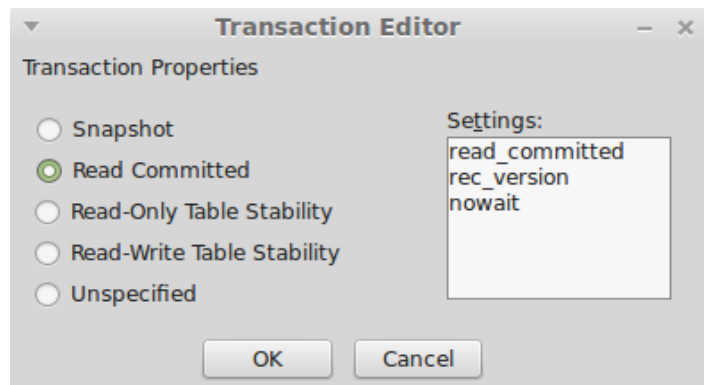 Transaction Editor
Transaction Properties
Snapshot
Read Committed
Read-Only Table Stability
Read-Write Table Stability
Unspecified
Settings:
read_committed
rec_version
nowait
OK
Cancel